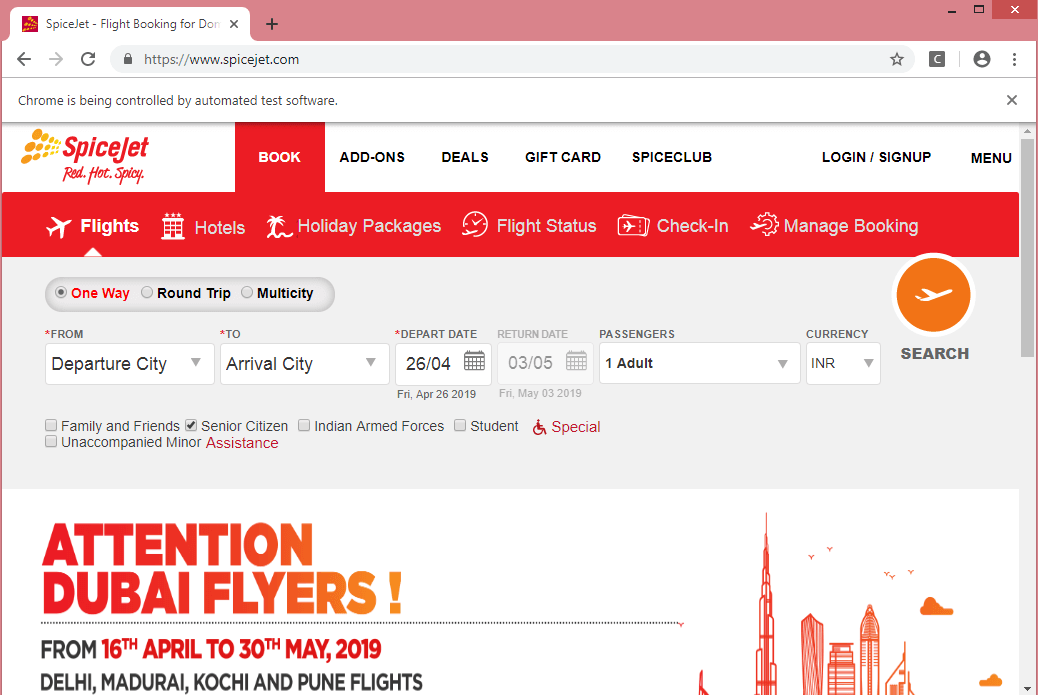 SpiceJet - Flight Booking for Dom
https://www.spicejet.com
C
Chrome is being controlled by automated test software.
SpiceJet
Red. Hot. Spicy.
BOOK ADD-ONS DEALS GIFT CARD SPICECLUB LOGIN / SIGNUP MENU
Flights Hotels Holiday Packages Flight Status Check-In Manage Booking
One Way Round Trip Multicity
*FROM *TO *DEPART DATE RETURN DATE PASSENGERS CURRENCY
Departure City Arrival City 26/04 03/05 1 Adult INR
SEARCH
Fri, Apr 26 2019 Fri, May 03 2019
Family and Friends Senior Citizen Indian Armed Forces Student Special
Unaccompanied Minor Assistance
ATTENTION
DUBAI FLYERS !
FROM 16TH APRIL TO 30TH MAY, 2019
DELHI, MADURAI, KOCHI AND PUNE FLIGHTS